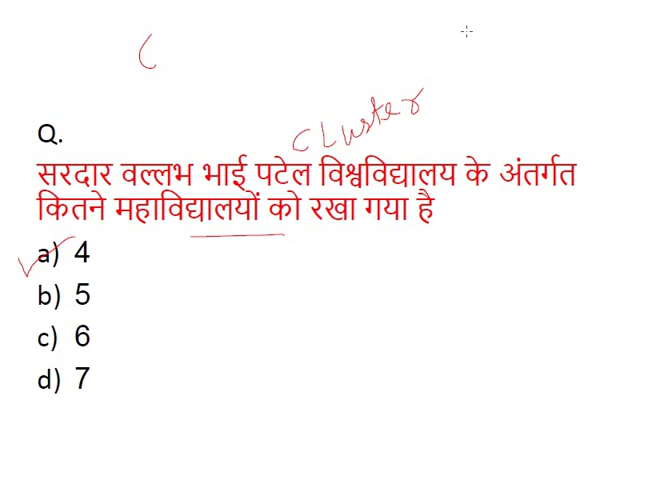 C
Cluster
Q.
सरदार वल्लभ भाई पटेल विश्वविद्यालय के अंतर्गत
कितने महाविद्यालयों को रखा गया है
a) 4
b) 5
c) 6
d) 7